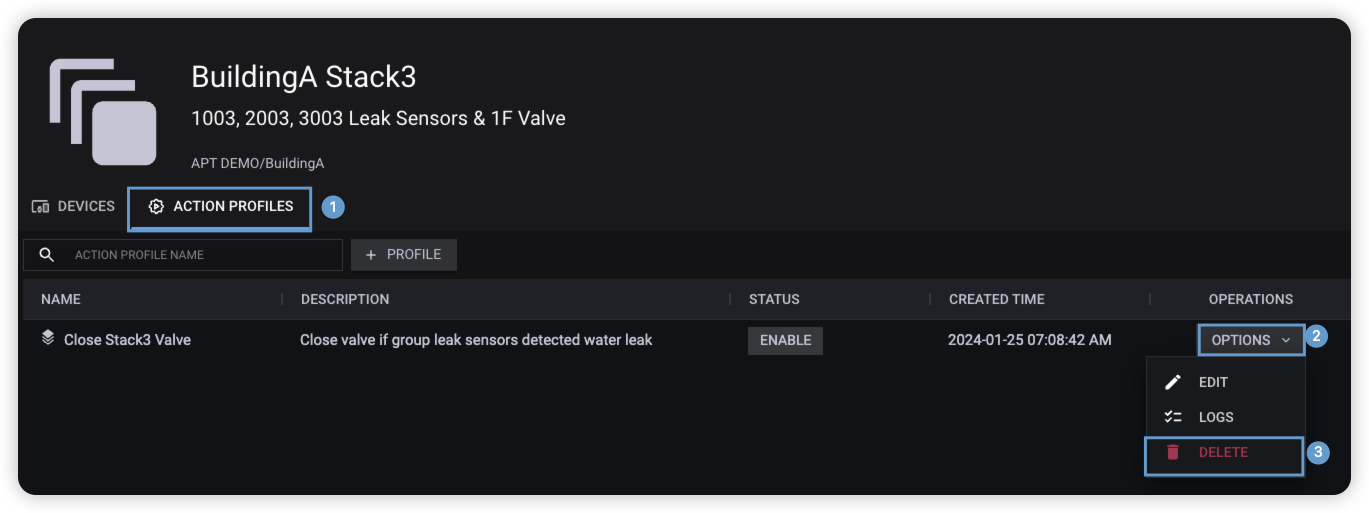 BuildingA Stack3
1003, 2003, 3003 Leak Sensors & 1F Valve
APT DEMO/BuildingA
DEVICES ACTION PROFILES 1
ACTION PROFILE NAME + PROFILE
NAME DESCRIPTION STATUS CREATED TIME OPERATIONS
Close Stack3 Valve Close valve if group leak sensors detected water leak ENABLE 2024-01-25 07:08:42 AM OPTIONS 2
EDIT
LOGS
DELETE 3